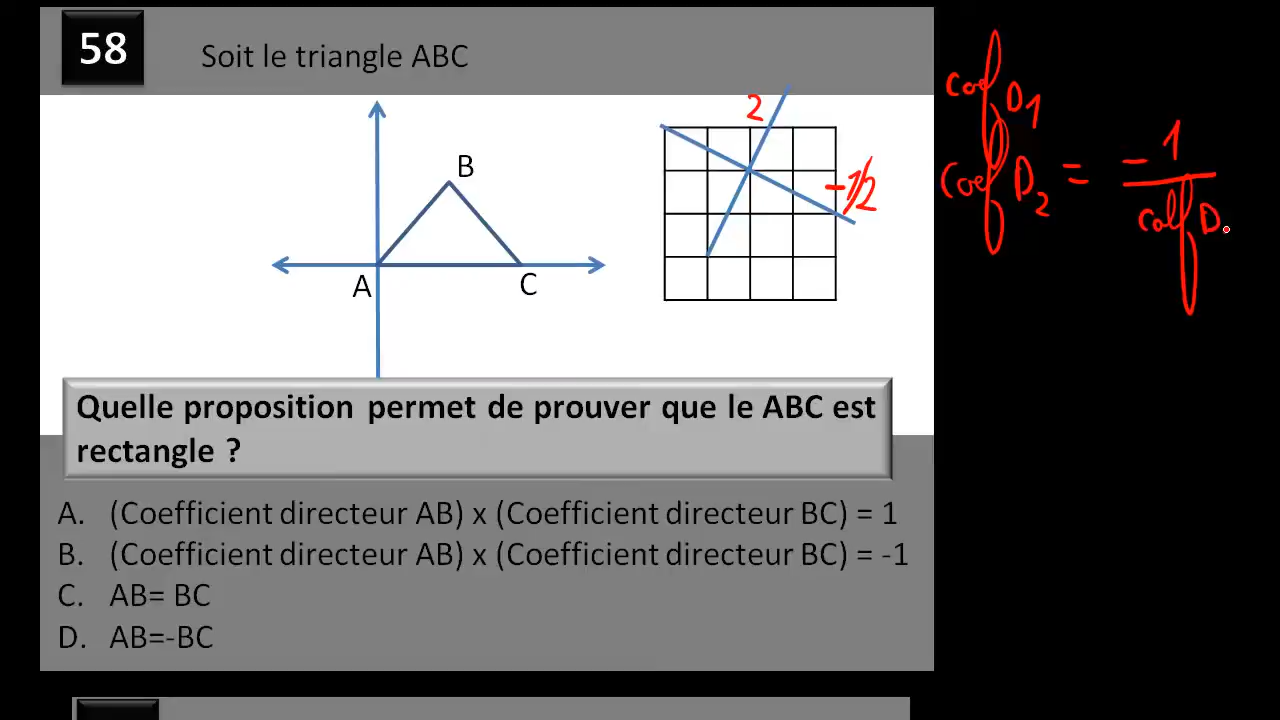 58
Soit le triangle ABC
B
A
C
2
-1/2
coef D1
coef D2 = -1
coef D
Quelle proposition permet de prouver que le ABC est
rectangle ?
A. (Coefficient directeur AB) x (Coefficient directeur BC) = 1
B. (Coefficient directeur AB) x (Coefficient directeur BC) = -1
C. AB= BC
D. AB=-BC